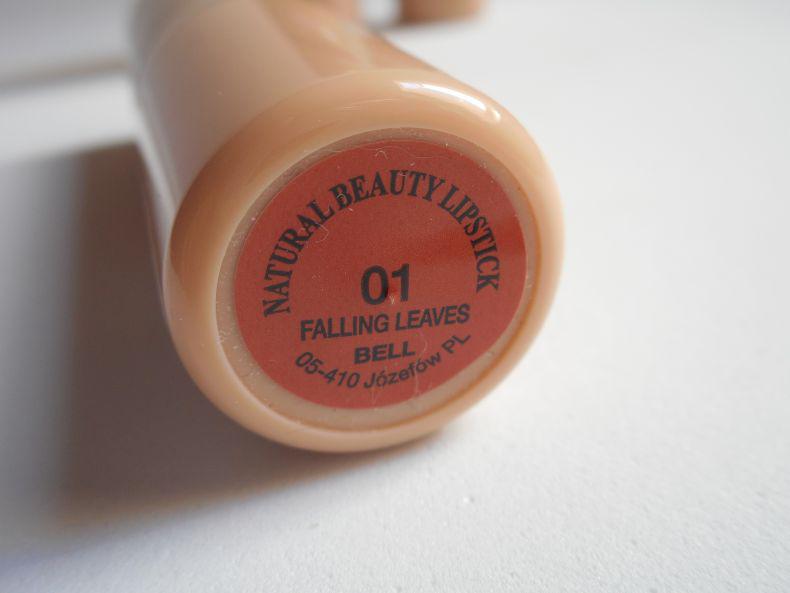 NATURAL BEAUTY LIPSTICK
01
FALLING LEAVES
BELL
05-410 Józefów PL